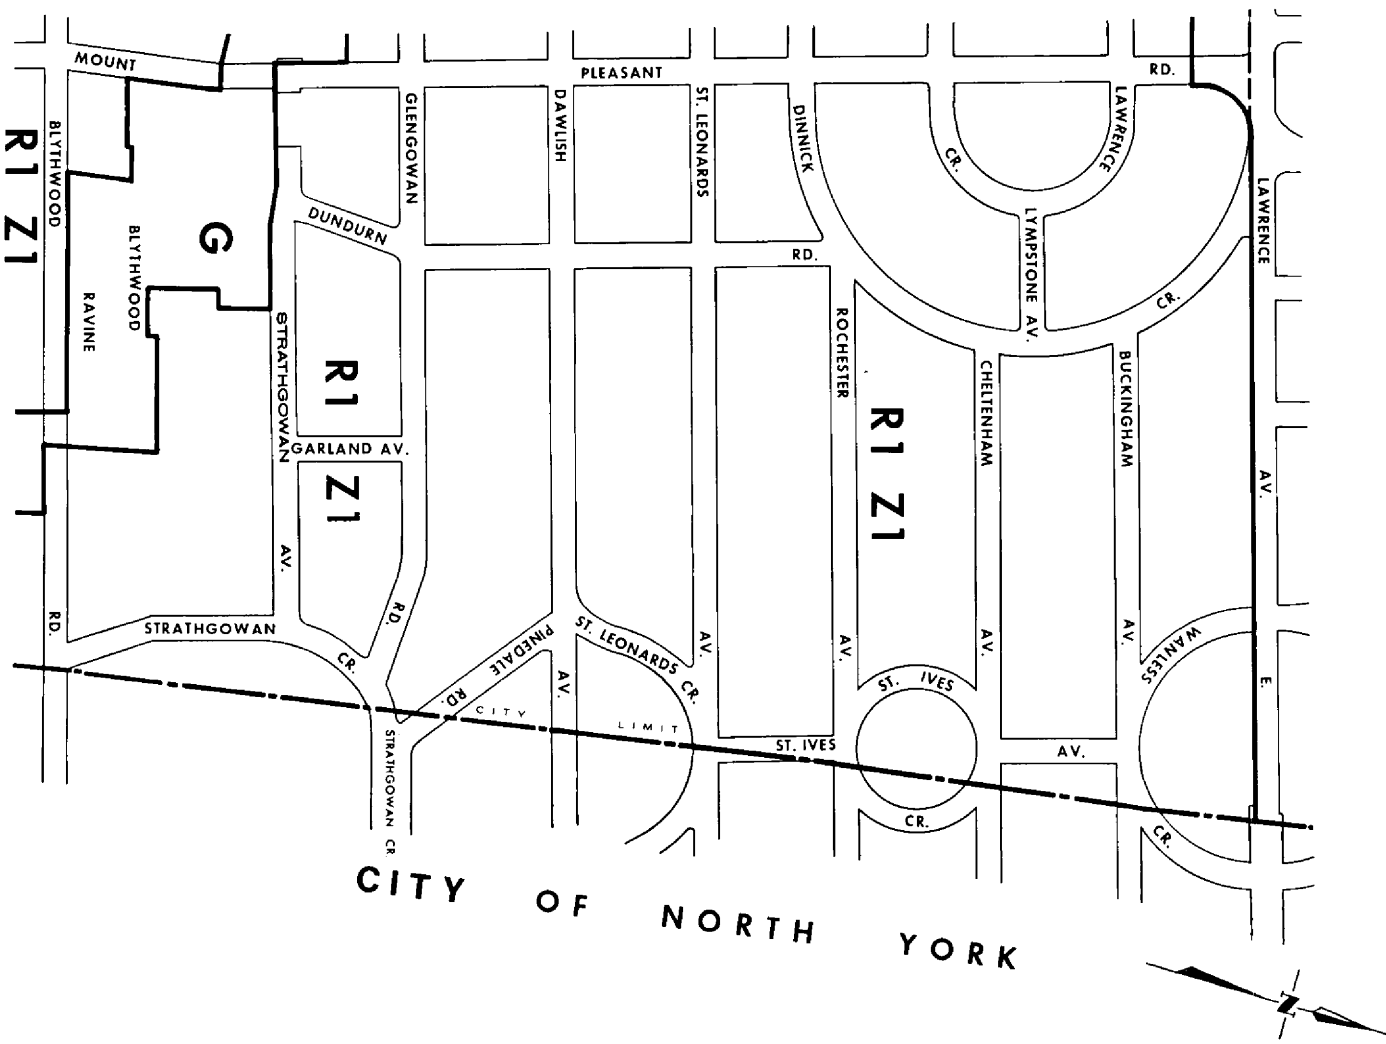 MOUNT
PLEASANT
RD.
BLYTHWOOD
R1 Z1
GLENGOWAN
DAWLISH
ST. LEONARDS
DINNICK
CR.
LAWRENCE
LAWRENCE
DUNDURN
G
BLYTHWOOD
RAVINE
RD.
LYMPSTONE AV.
CR.
STRATHGOWAN
R1 Z1
ROCHESTER
R1 Z1
CHELTENHAM
BUCKINGHAM
GARLAND AV.
AV.
AV.
RD.
RD.
STRATHGOWAN
CR.
PINEDALE
RD.
ST. LEONARDS CR.
AV.
AV.
AV.
AV.
AV.
WANLESS
E.
ST. IVES
CITY LIMIT
ST. IVES
AV.
STRATHGOWAN CR.
CR.
CR.
CITY OF NORTH YORK
N